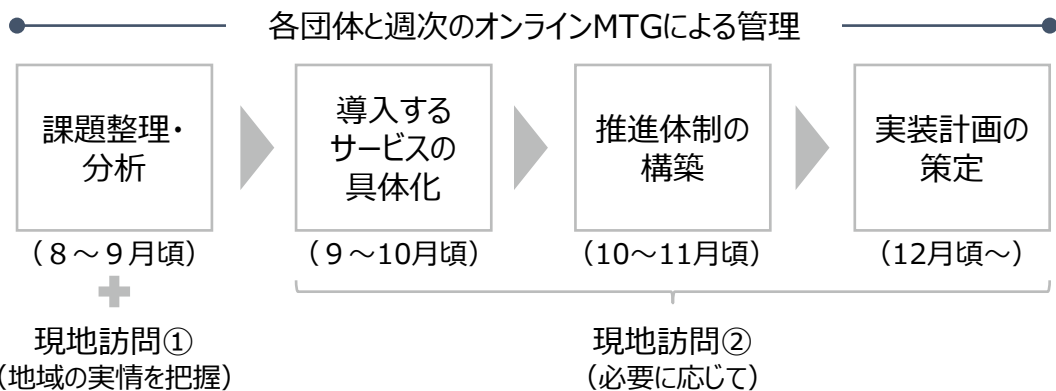 各団体と週次のオンラインMTGによる管理
課題整理・
分析
導入する
サービスの
具体化
推進体制の
構築
実装計画の
策定
（８～９月頃）
（９～10月頃）
（10～11月頃）
（12月頃～）
現地訪問①
（地域の実情を把握）
現地訪問②
（必要に応じて）